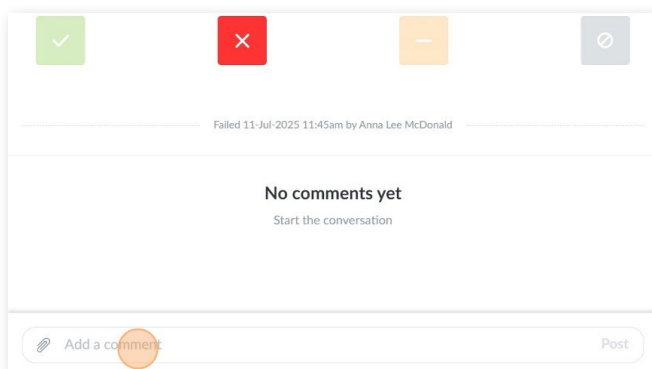 Failed 11-Jul-2025 11:45am by Anna Lee McDonald
No comments yet
Start the conversation
Add a comment
Post